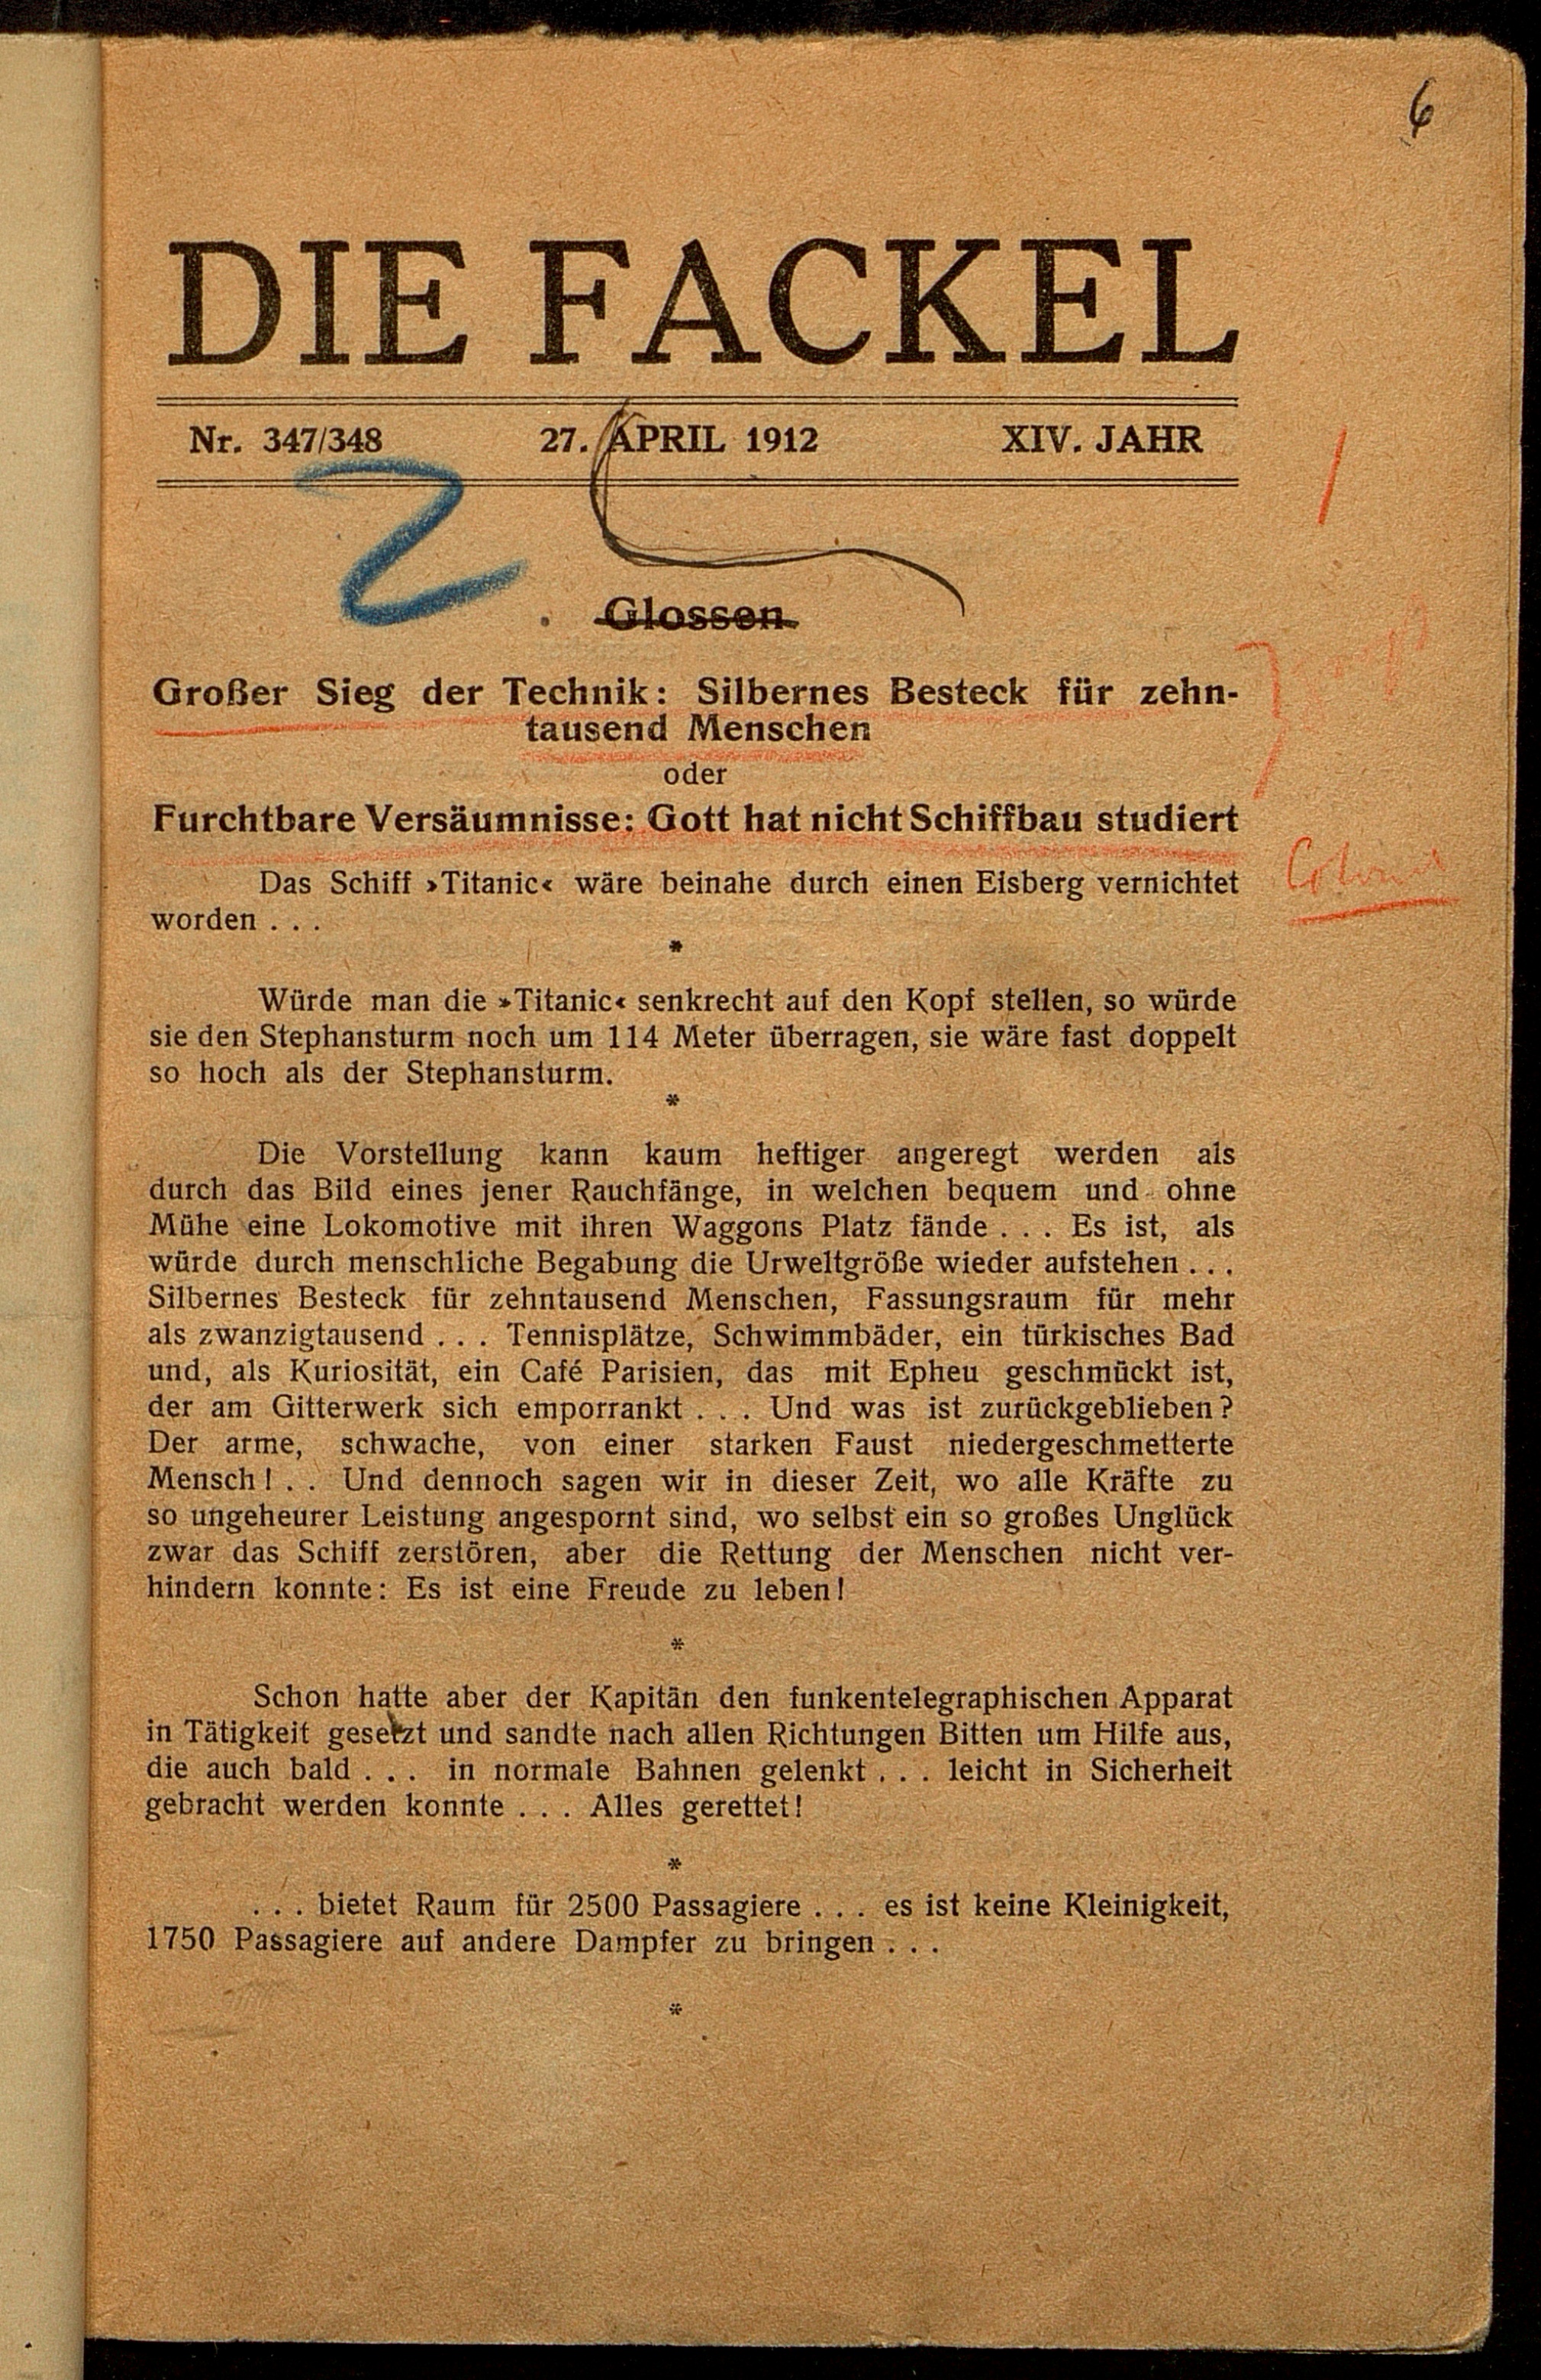 6
DIE FACKEL
Nr. 347/348 27. APRIL 1912 XIV. JAHR
Glossen
Großer Sieg der Technik: Silbernes Besteck für zehn-
tausend Menschen
oder
Furchtbare Versäumnisse: Gott hat nicht Schiffbau studiert
Das Schiff ›Titanic‹ wäre beinahe durch einen Eisberg vernichtet
worden . . .
*
Würde man die ›Titanic‹ senkrecht auf den Kopf stellen, so würde
sie den Stephansturm noch um 114 Meter überragen, sie wäre fast doppelt
so hoch als der Stephansturm.
*
Die Vorstellung kann kaum heftiger angeregt werden als
durch das Bild eines jener Rauchfänge, in welchen bequem und ohne
Mühe eine Lokomotive mit ihren Waggons Platz fände . . . Es ist, als
würde durch menschliche Begabung die Urweltgröße wieder aufstehen . . .
Silbernes Besteck für zehntausend Menschen, Fassungsraum für mehr
als zwanzigtausend . . . Tennisplätze, Schwimmbäder, ein türkisches Bad
und, als Kuriosität, ein Café Parisien, das mit Epheu geschmückt ist,
der am Gitterwerk sich emporrankt . . . Und was ist zurückgeblieben?
Der arme, schwache, von einer starken Faust niedergeschmetterte
Mensch! . . Und dennoch sagen wir in dieser Zeit, wo alle Kräfte zu
so ungeheurer Leistung angespornt sind, wo selbst ein so großes Unglück
zwar das Schiff zerstören, aber die Rettung der Menschen nicht ver-
hindern konnte: Es ist eine Freude zu leben!
*
Schon hatte aber der Kapitän den funkentelegraphischen Apparat
in Tätigkeit gesetzt und sandte nach allen Richtungen Bitten um Hilfe aus,
die auch bald . . . in normale Bahnen gelenkt . . . leicht in Sicherheit
gebracht werden konnte . . . Alles gerettet!
*
. . . bietet Raum für 2500 Passagiere . . . es ist keine Kleinigkeit,
1750 Passagiere auf andere Dampfer zu bringen . . .
*